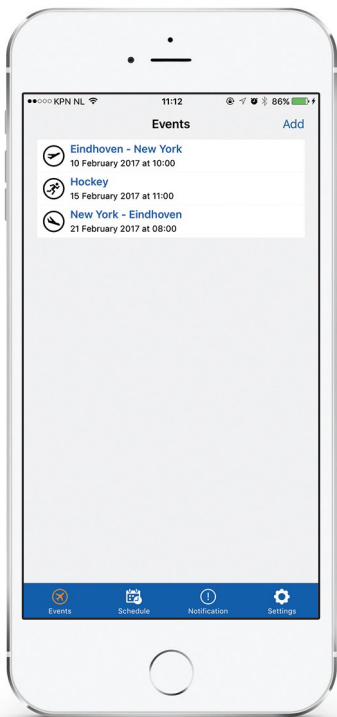 KPN NL 11:12 86%
Events Add
Eindhoven - New York
10 February 2017 at 10:00
Hockey
15 February 2017 at 11:00
New York - Eindhoven
21 February 2017 at 08:00
Events Schedule Notification Settings